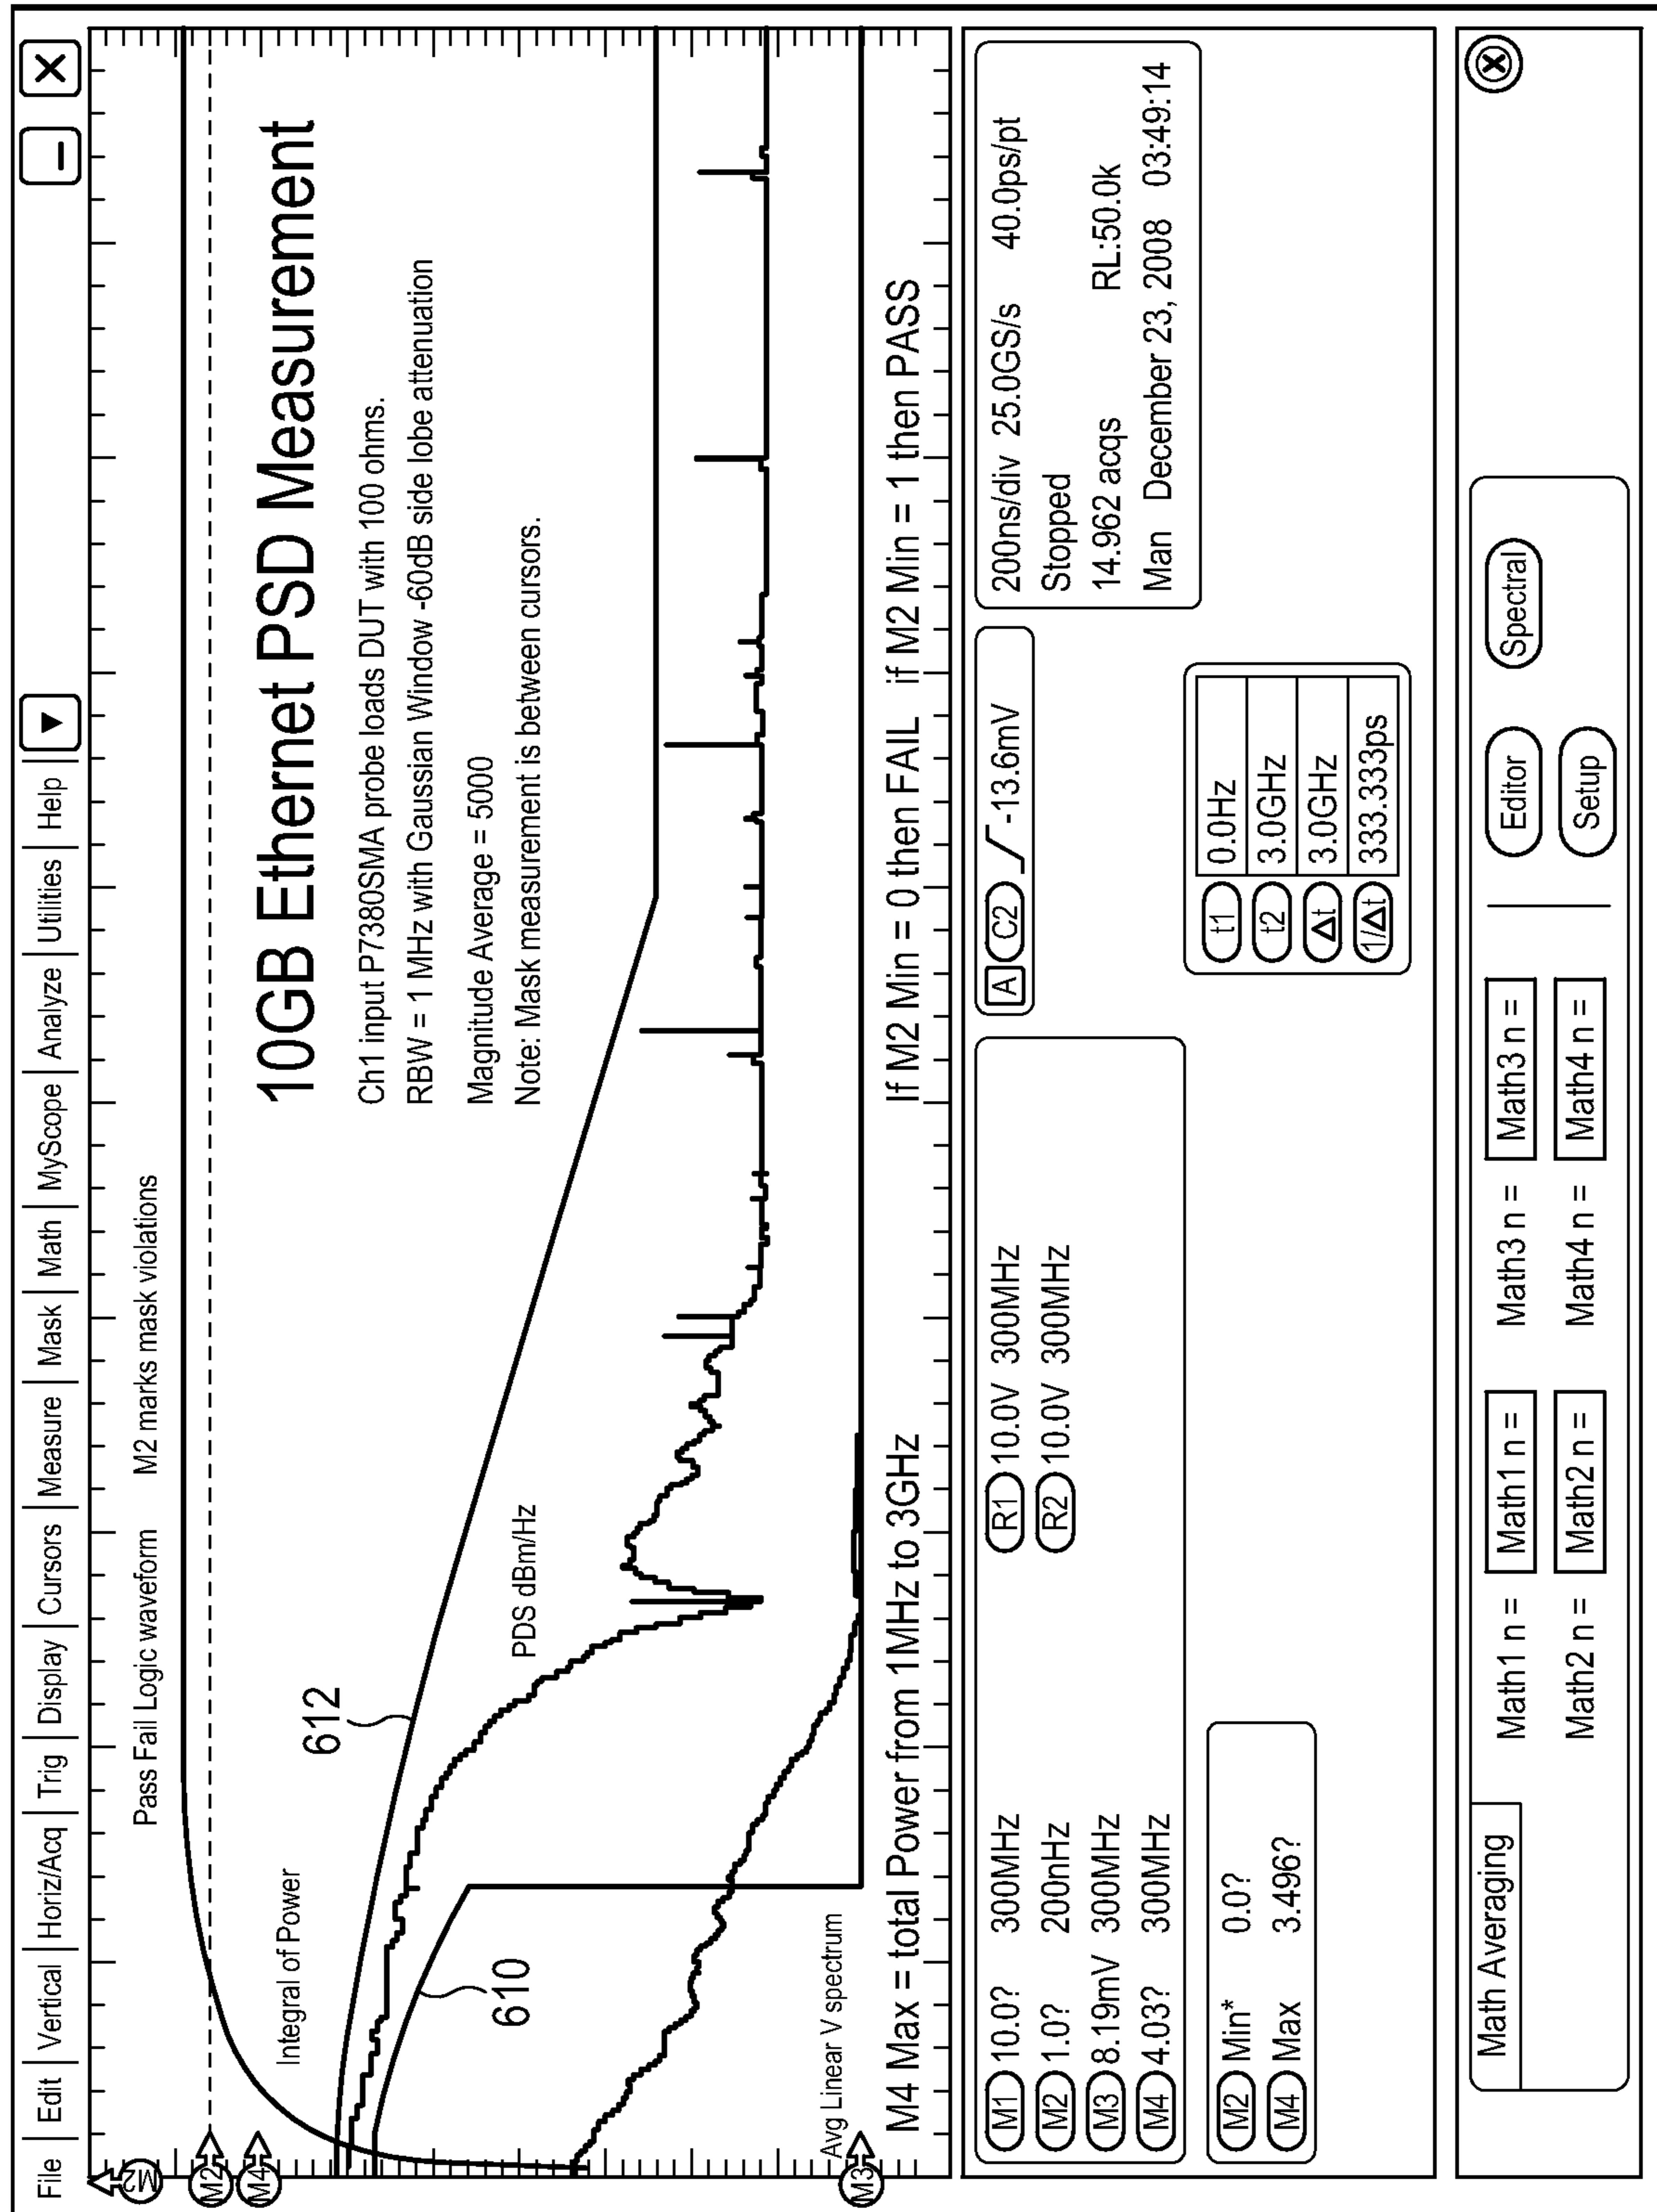 File | Edit | Vertical | Horiz/Acq | Trig | Display | Cursors | Measure | Mask | Math | MyScope | Analyze | Utilities | Help | ▼
– X
M2
Pass Fail Logic waveform M2 marks mask violations
M2
M4
Integral of Power
612
610
10GB Ethernet PSD Measurement
Ch1 input P7380SMA probe loads DUT with 100 ohms.
RBW = 1 MHz with Gaussian Window -60dB side lobe attenuation
Magnitude Average = 5000
Note: Mask measurement is between cursors.
PDS dBm/Hz
Avg Linear V spectrum
M3
M4 Max = total Power from 1MHz to 3GHz
If M2 Min = 0 then FAIL if M2 Min = 1 then PASS
M1 10.0? 300MHz
M2 1.0? 200nHz
M3 8.19mV 300MHz
M4 4.03? 300MHz
R1 10.0V 300MHz
R2 10.0V 300MHz
M2 Min* 0.0?
M4 Max 3.496?
A C2 -13.6mV
t1 0.0Hz
t2 3.0GHz
Δt 3.0GHz
1/Δt 333.333ps
200ns/div 25.0GS/s 40.0ps/pt
Stopped
14.962 acqs RL:50.0k
Man December 23, 2008 03:49:14
Math Averaging
Math1 n = Math1 n = Math3 n = Math3 n =
Math2 n = Math2 n = Math4 n = Math4 n =
Editor Spectral
Setup
X